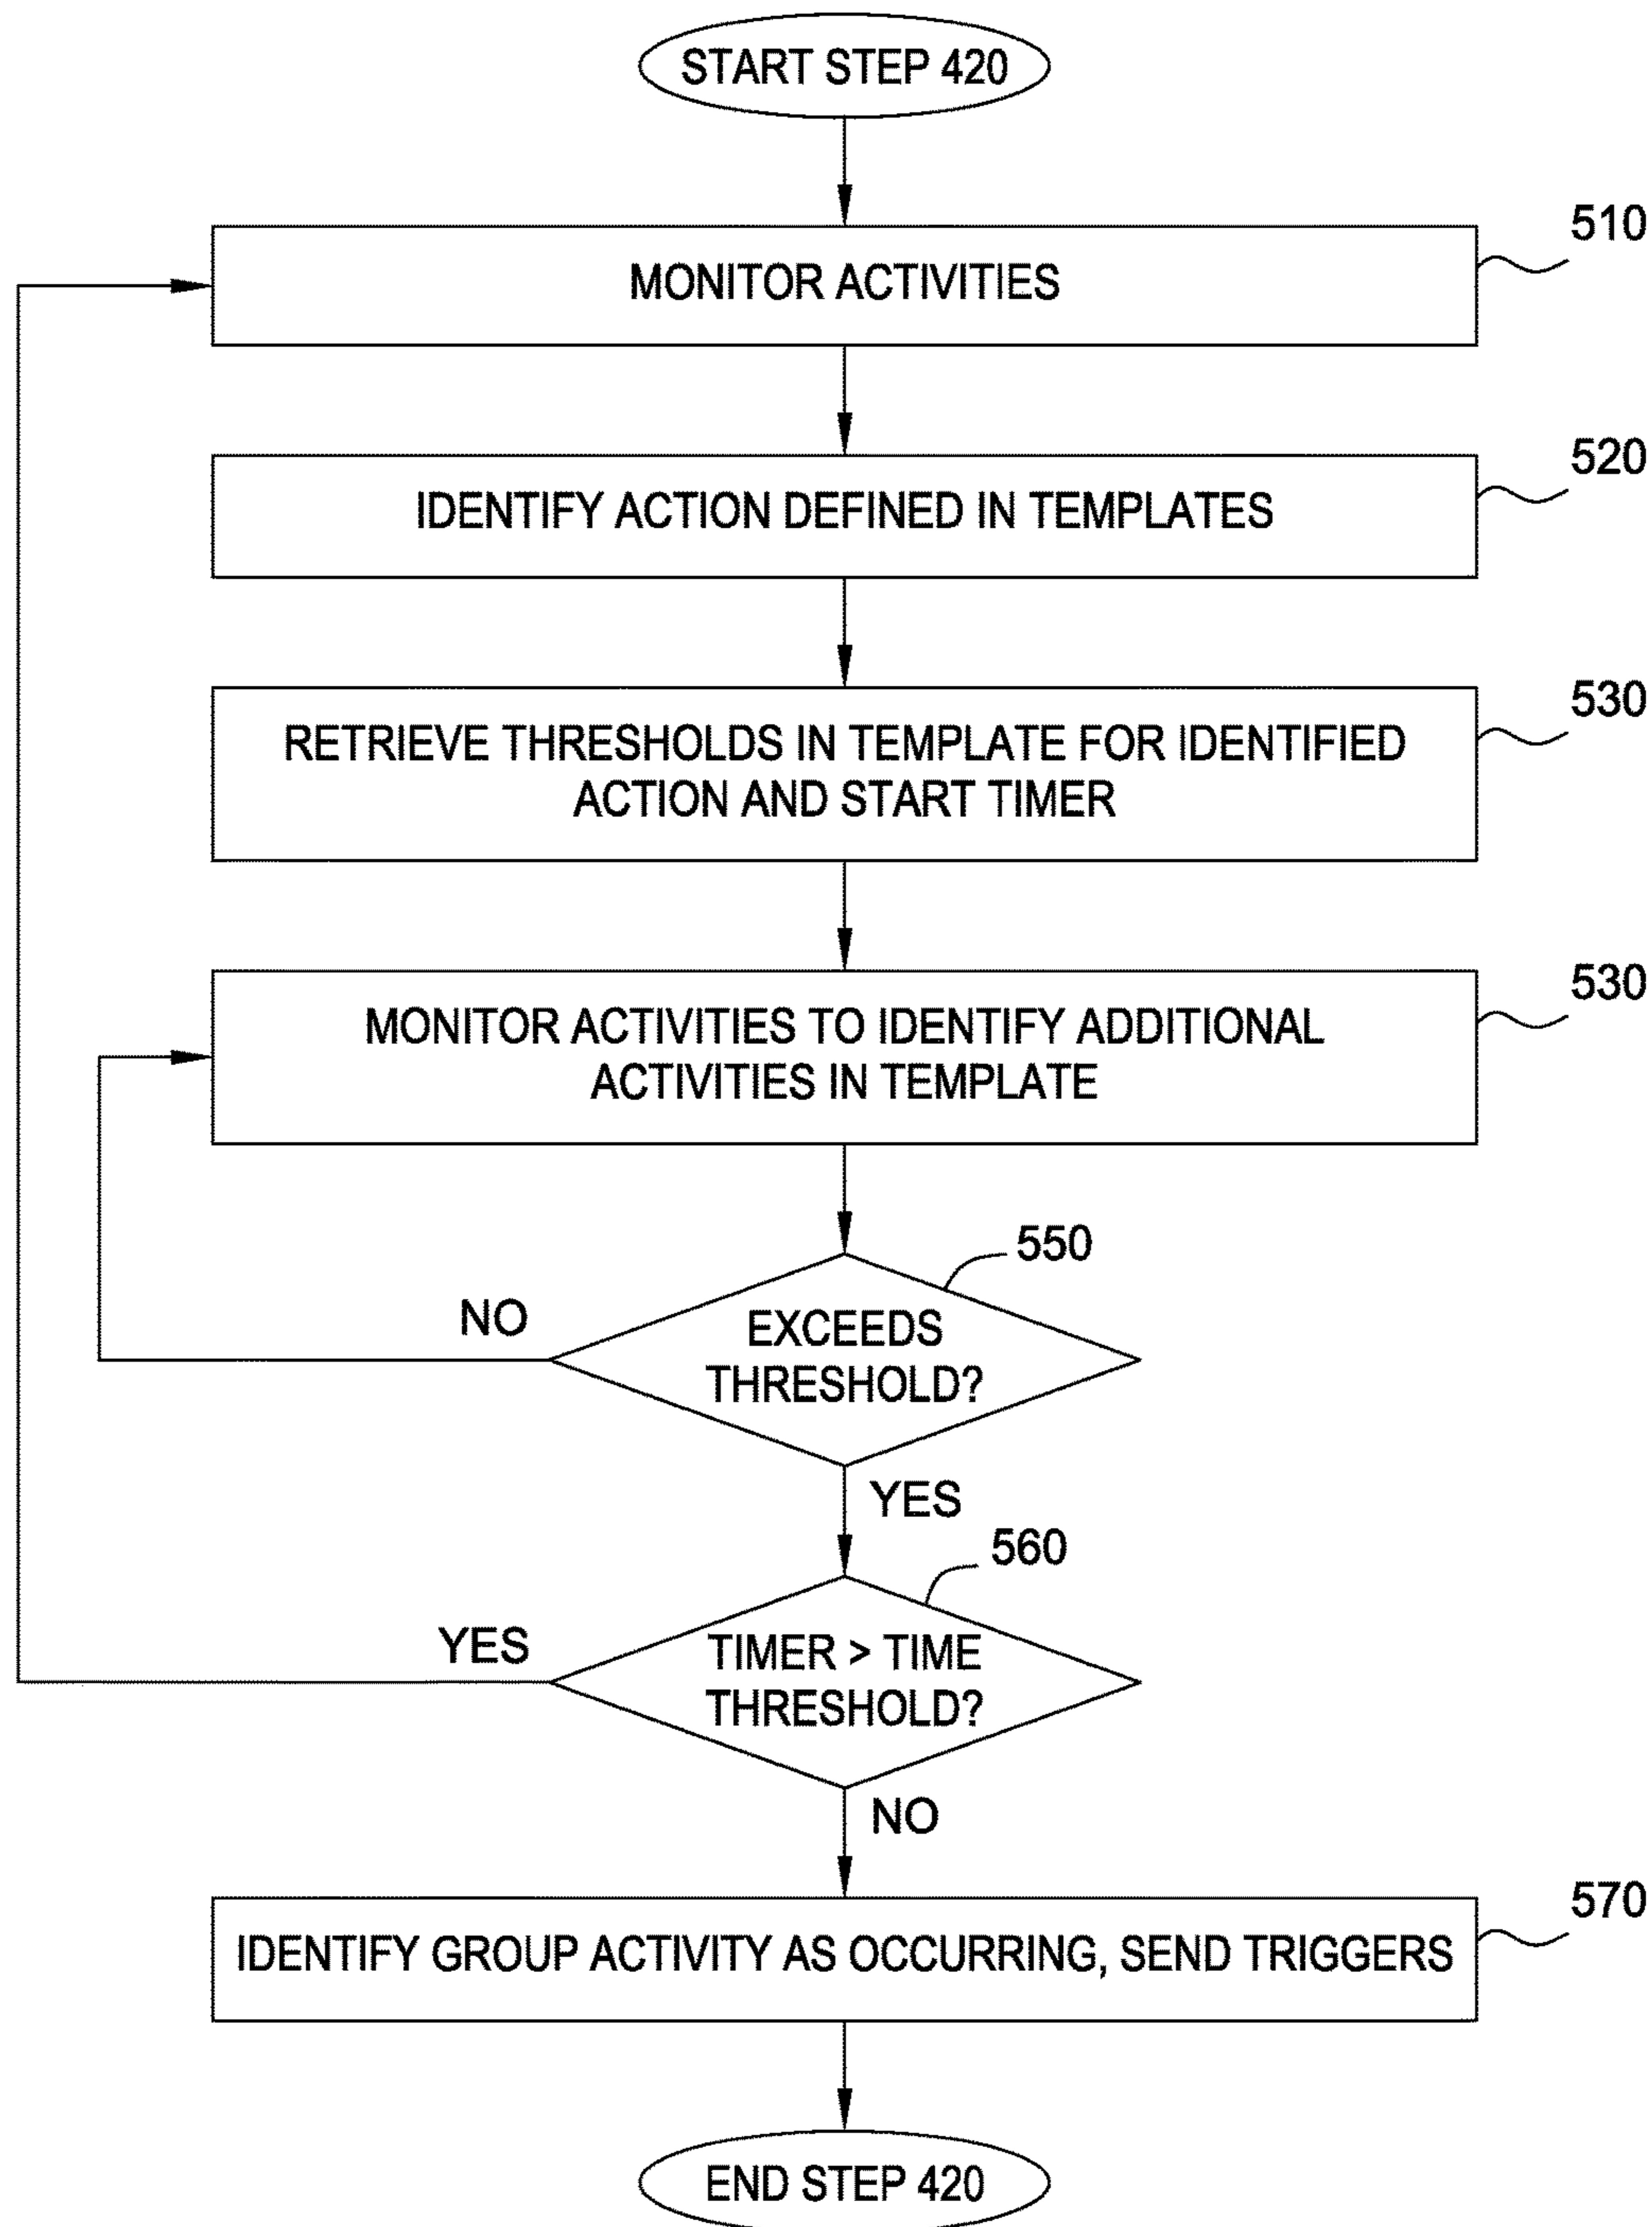 START STEP 420
510
MONITOR ACTIVITIES
520
IDENTIFY ACTION DEFINED IN TEMPLATES
530
RETRIEVE THRESHOLDS IN TEMPLATE FOR IDENTIFIED
ACTION AND START TIMER
530
MONITOR ACTIVITIES TO IDENTIFY ADDITIONAL
ACTIVITIES IN TEMPLATE
550
NO
EXCEEDS
THRESHOLD?
YES
560
YES
TIMER > TIME
THRESHOLD?
NO
570
IDENTIFY GROUP ACTIVITY AS OCCURRING, SEND TRIGGERS
END STEP 420